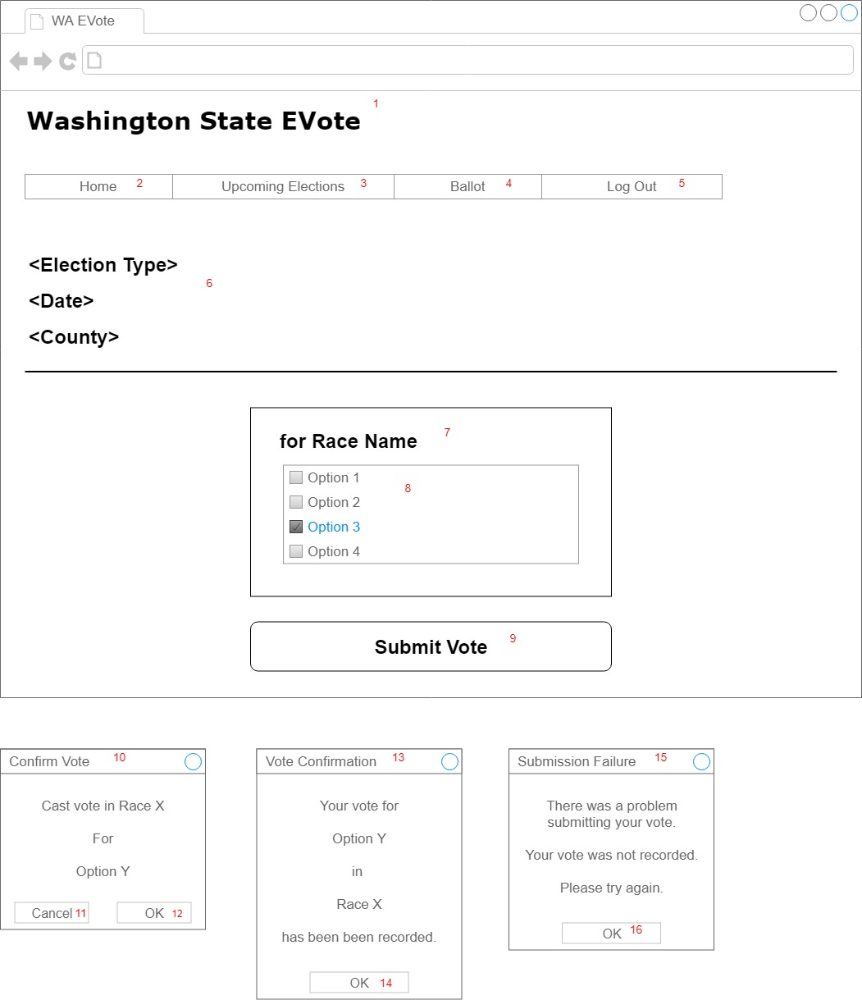 WA EVote
Washington State EVote 1
Home 2 Upcoming Elections 3 Ballot 4 Log Out 5
<Election Type>
6
<Date>
<County>
for Race Name 7
Option 1
8
Option 2
Option 3
Option 4
Submit Vote 9
Confirm Vote 10
Cast vote in Race X
For
Option Y
Cancel 11 OK 12
Vote Confirmation 13
Your vote for
Option Y
in
Race X
has been been recorded.
OK 14
Submission Failure 15
There was a problem
submitting your vote.
Your vote was not recorded.
Please try again.
OK 16